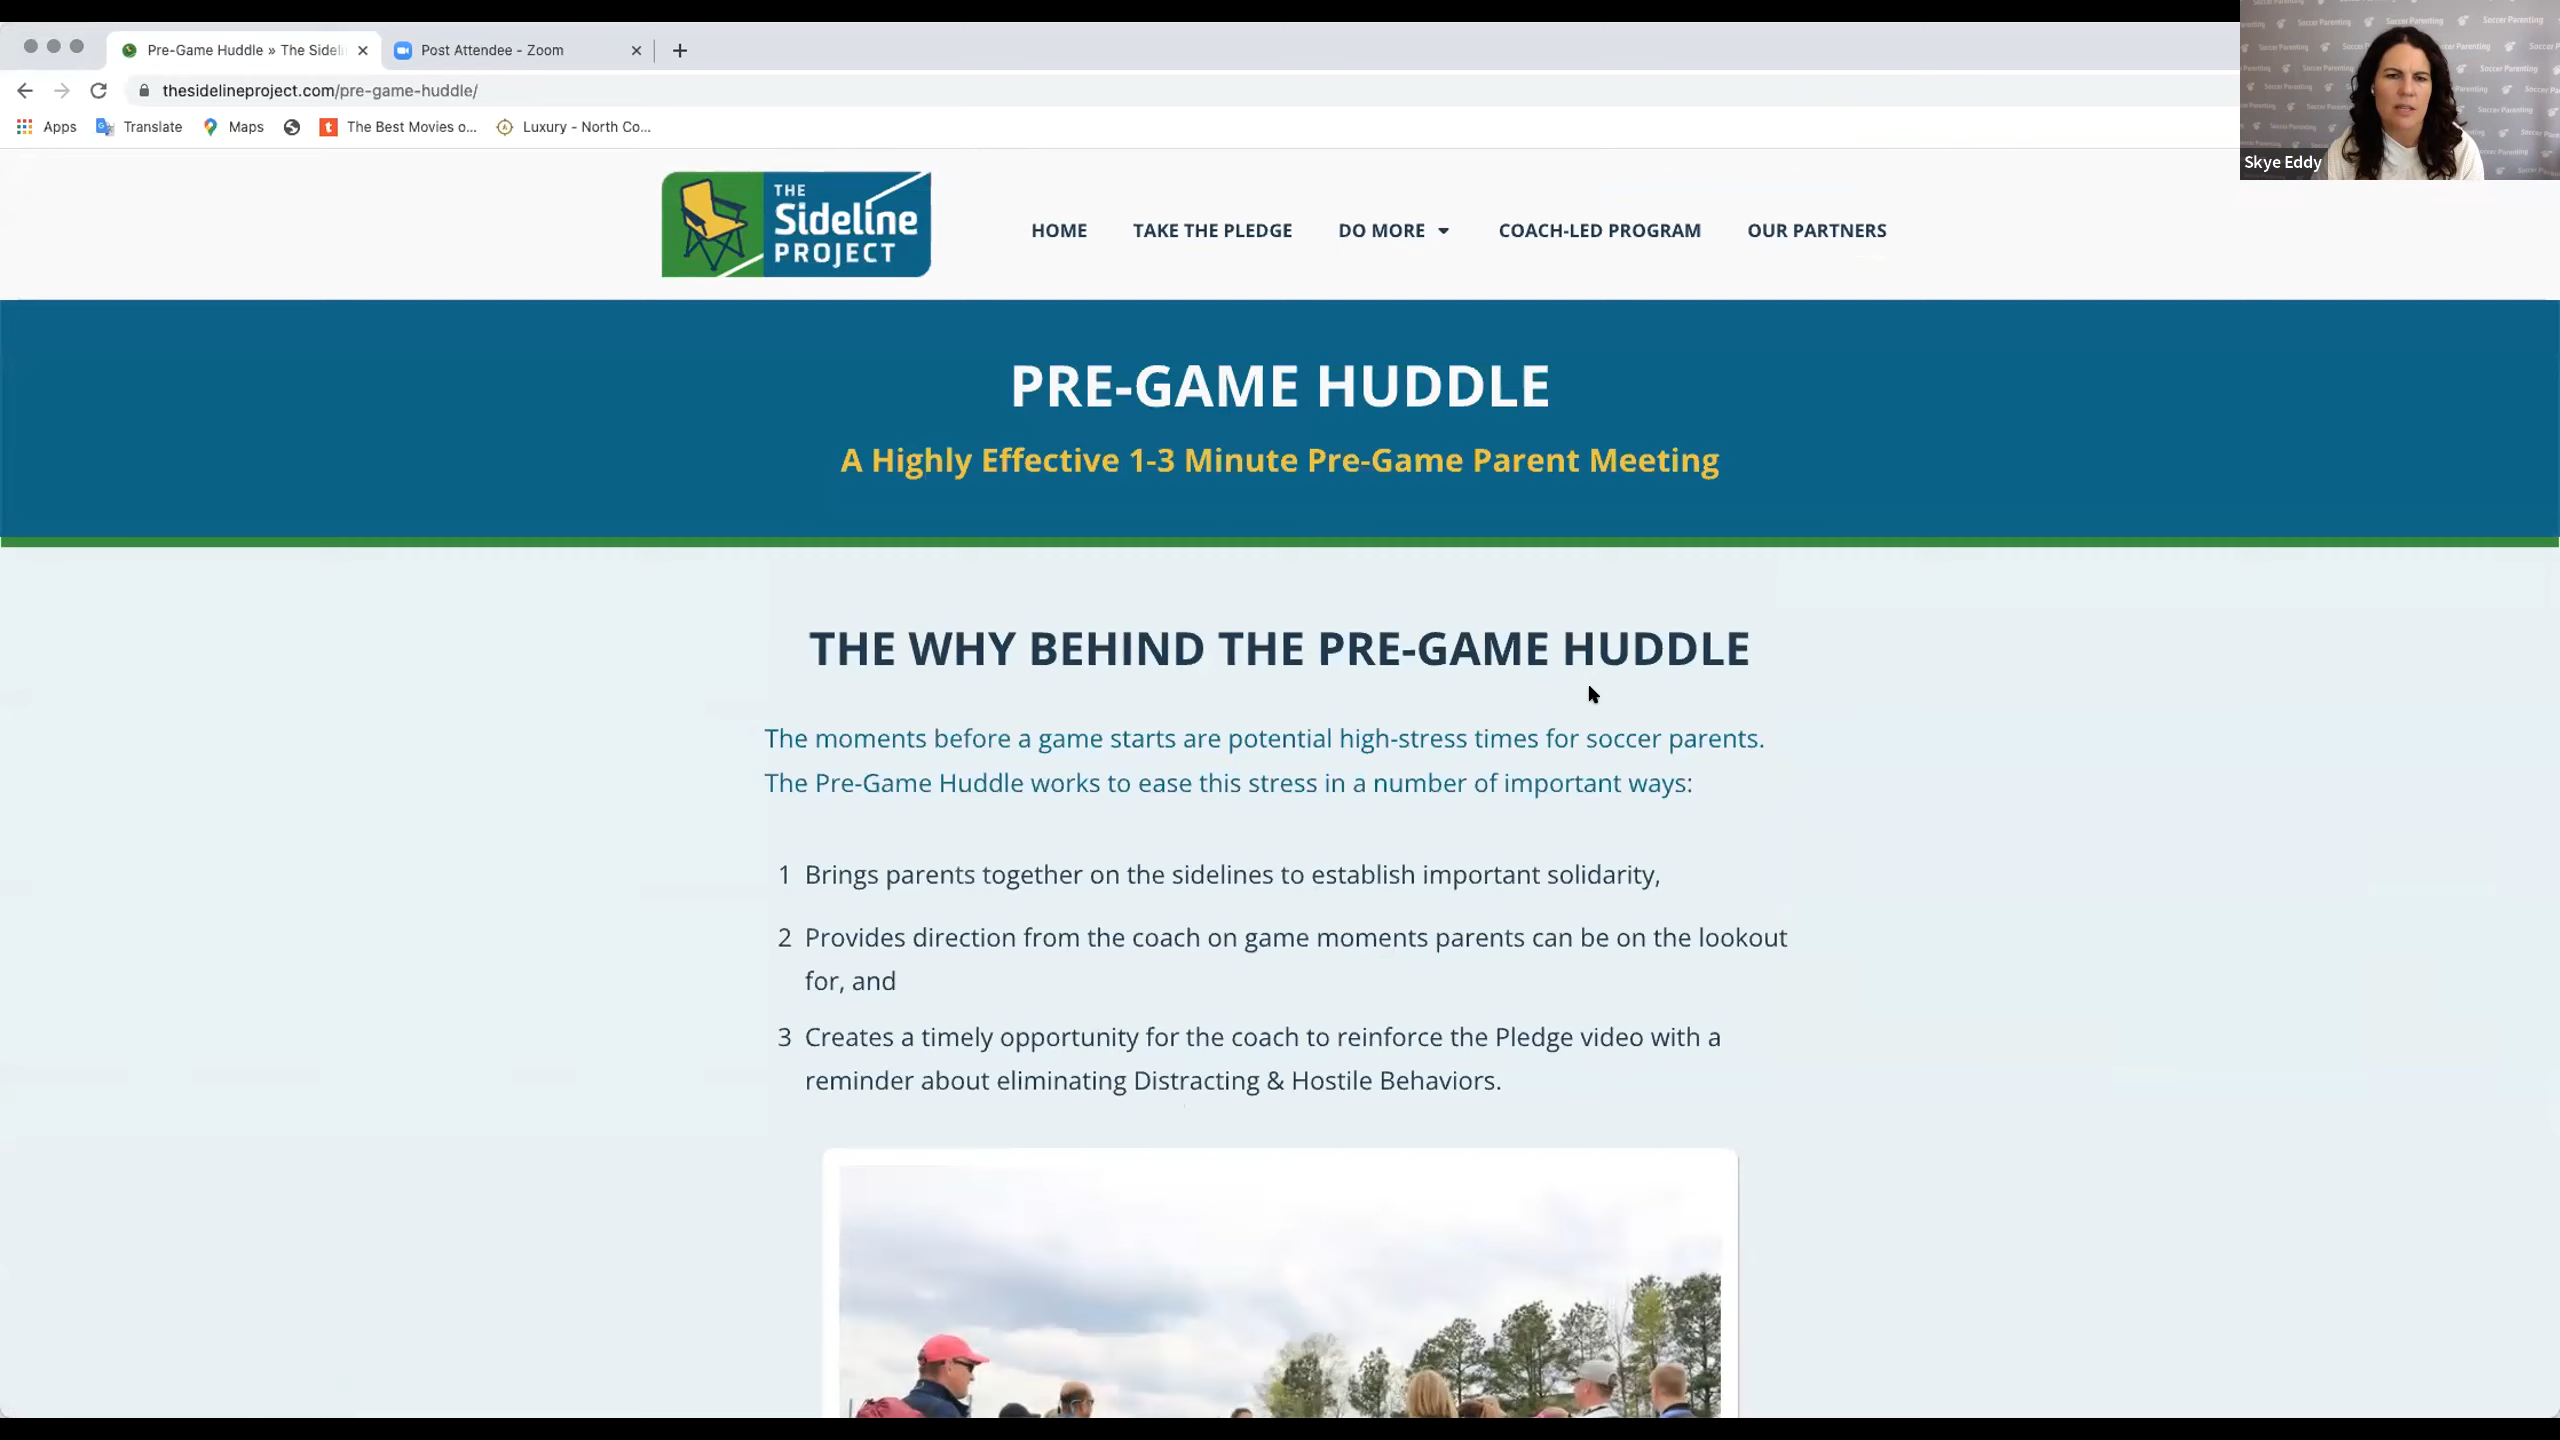 Pre-Game Huddle » The Sideli
Post Attendee - Zoom
thesidelineproject.com/pre-game-huddle/
Apps
Translate
Maps
The Best Movies o...
Luxury - North Co...
Skye Eddy
Soccer Parenting
THE
Sideline
PROJECT
HOME
TAKE THE PLEDGE
DO MORE
COACH-LED PROGRAM
OUR PARTNERS
PRE-GAME HUDDLE
A Highly Effective 1-3 Minute Pre-Game Parent Meeting
THE WHY BEHIND THE PRE-GAME HUDDLE
The moments before a game starts are potential high-stress times for soccer parents.
The Pre-Game Huddle works to ease this stress in a number of important ways:
1 Brings parents together on the sidelines to establish important solidarity,
2 Provides direction from the coach on game moments parents can be on the lookout
for, and
3 Creates a timely opportunity for the coach to reinforce the Pledge video with a
reminder about eliminating Distracting & Hostile Behaviors.